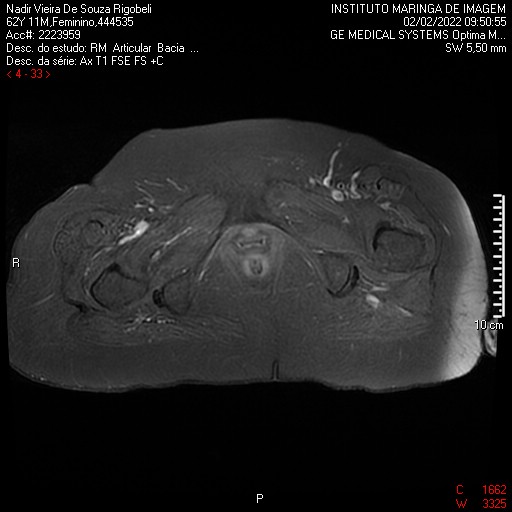 Nadir Vieira De Souza Rigobeli
62Y 11M,Feminino,444535
Acc#: 2223959
Desc. do estudo: RM Articular Bacia ...
Desc. da série: Ax T1 FSE FS +C
< 4 - 33 >
INSTITUTO MARINGA DE IMAGEM
02/02/2022 09:50:55
GE MEDICAL SYSTEMS Optima M...
SW 5,50 mm
R
10 cm
P
C 1662
W 3325